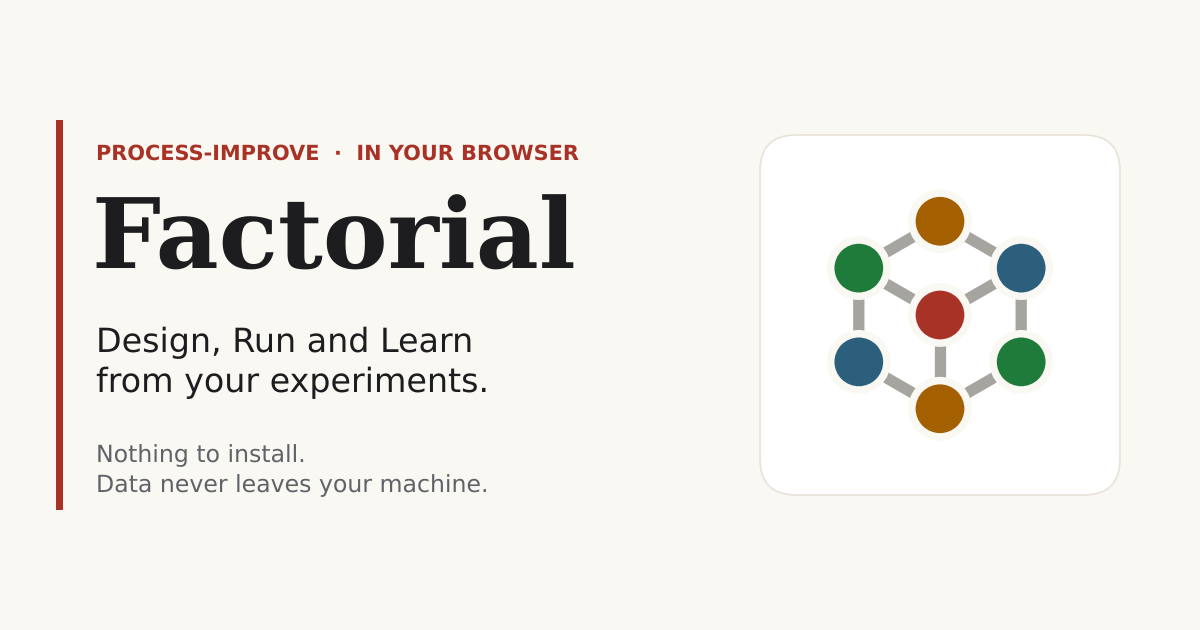 PROCESS-IMPROVE · IN YOUR BROWSER
Factorial
Design, Run and Learn
from your experiments.
Nothing to install.
Data never leaves your machine.